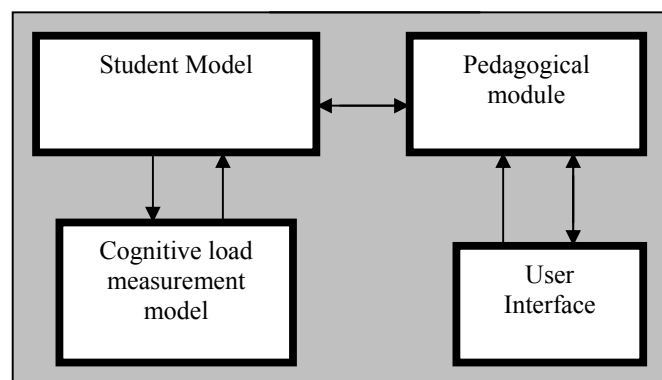 Student Model
Pedagogical
module
Cognitive load
measurement
model
User
Interface